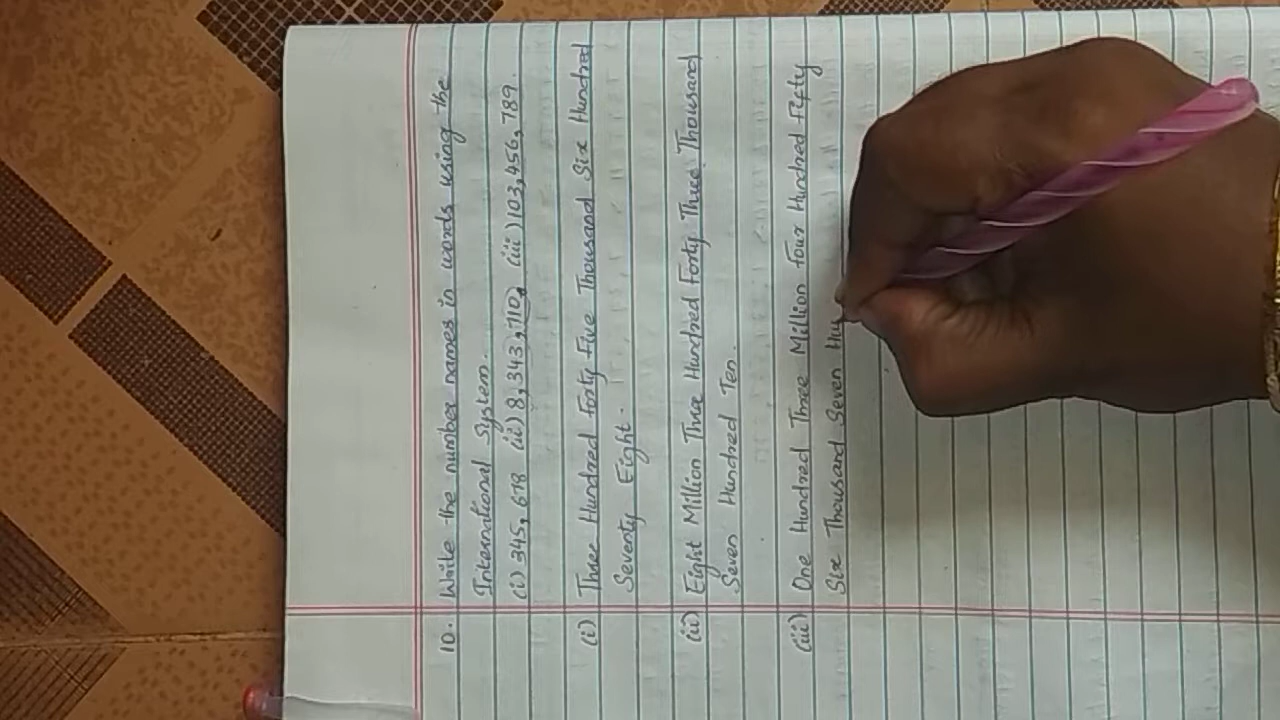 10. Write the number names in words using the
International System.
(i) 345,678 (ii) 8,343,710, (iii) 103,456,789.
(i) Three Hundred Forty Five Thousand Six Hundred
Seventy Eight.
(ii) Eight Million Three Hundred Forty Three Thousand
Seven Hundred Ten.
(iii) One Hundred Three Million four Hundred Fifty
Six Thousand Seven Hu